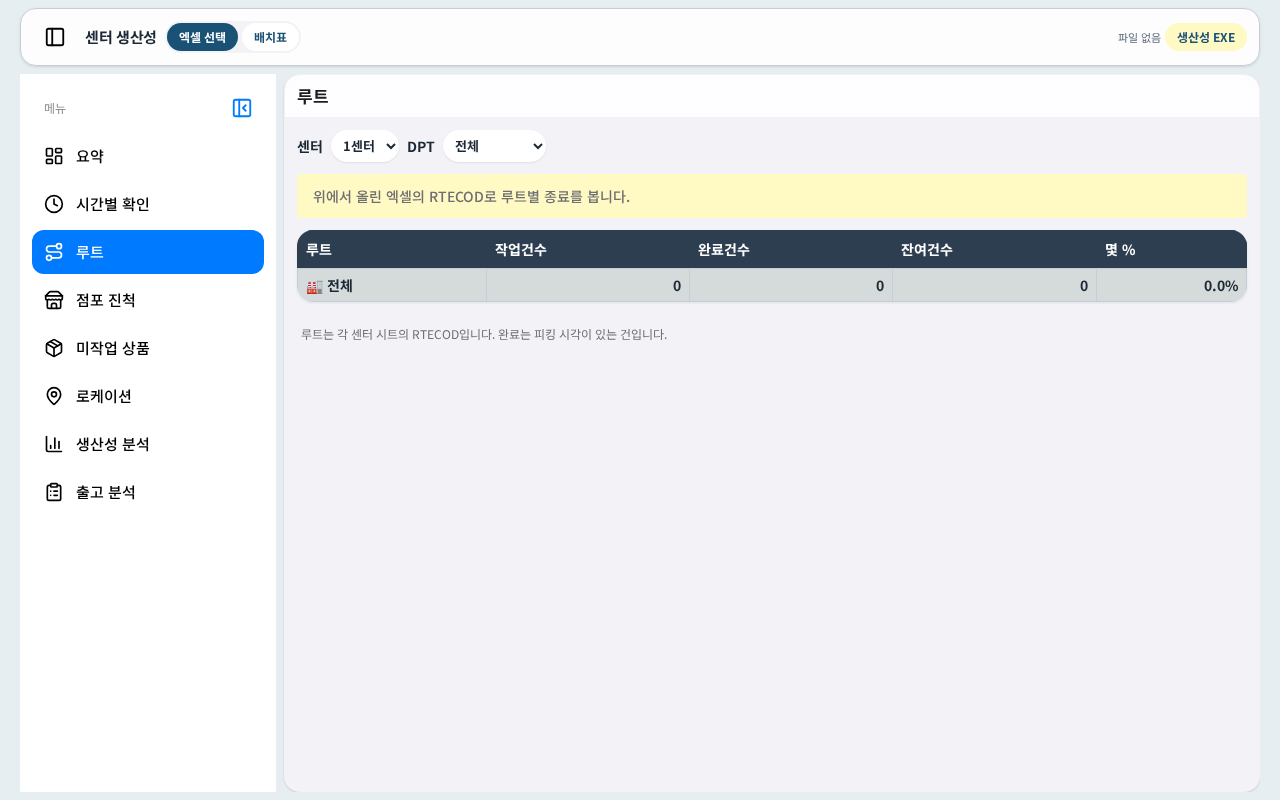 센터 생산성
엑셀 선택
배치표
파일 없음
생산성 EXE
메뉴
요약
시간별 확인
루트
점포 진척
미작업 상품
로케이션
생산성 분석
출고 분석
루트
센터 1센터 DPT 전체
위에서 올린 엑셀의 RTECOD로 루트별 종료를 봅니다.
루트 작업건수 완료건수 잔여건수 몇 %
🏭 전체 0 0 0 0.0%
루트는 각 센터 시트의 RTECOD입니다. 완료는 피킹 시각이 있는 건입니다.